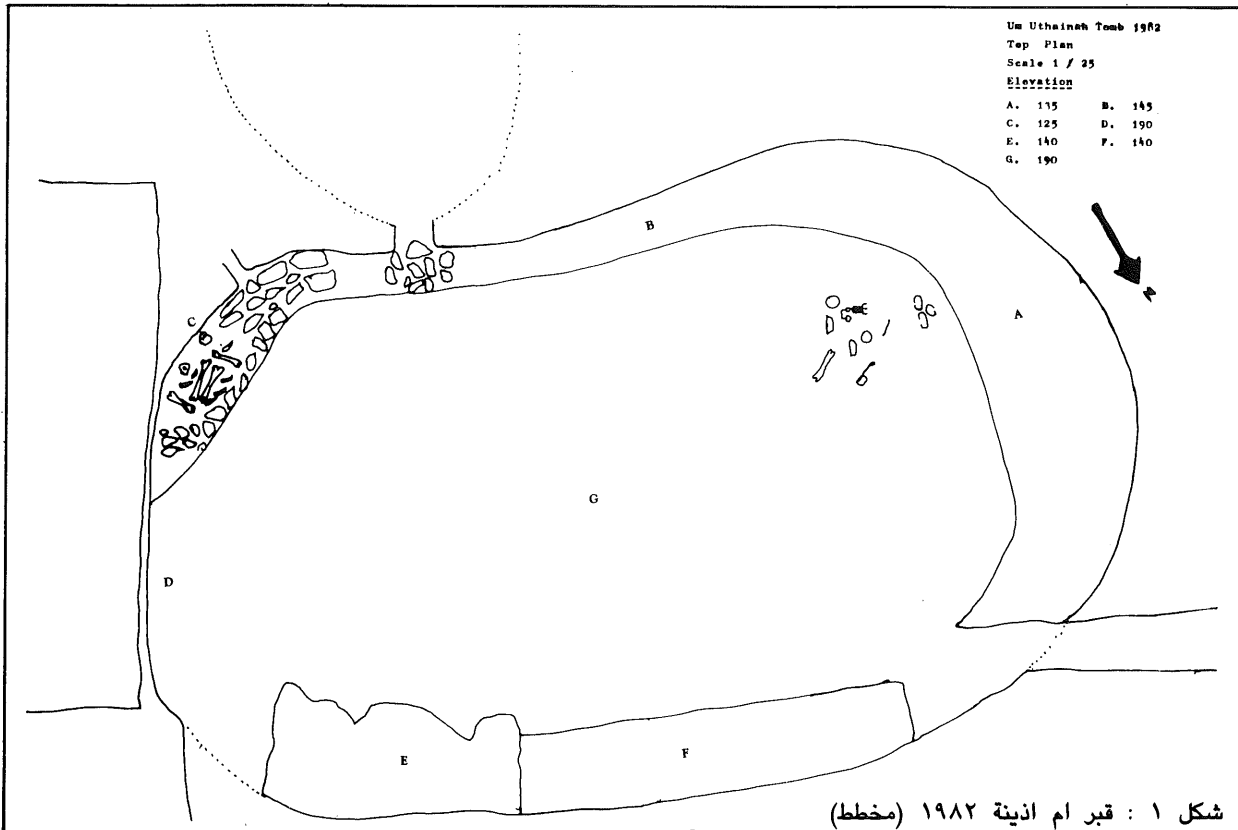 Um Uthainah Tomb 1982
Top Plan
Scale 1 / 25
Elevation
A. 135 B. 145
C. 125 D. 190
E. 140 F. 140
G. 190
N
B
A
C
G
D
E
F
شكل ١ : قبر ام اذينة ١٩٨٢ (مخطط)